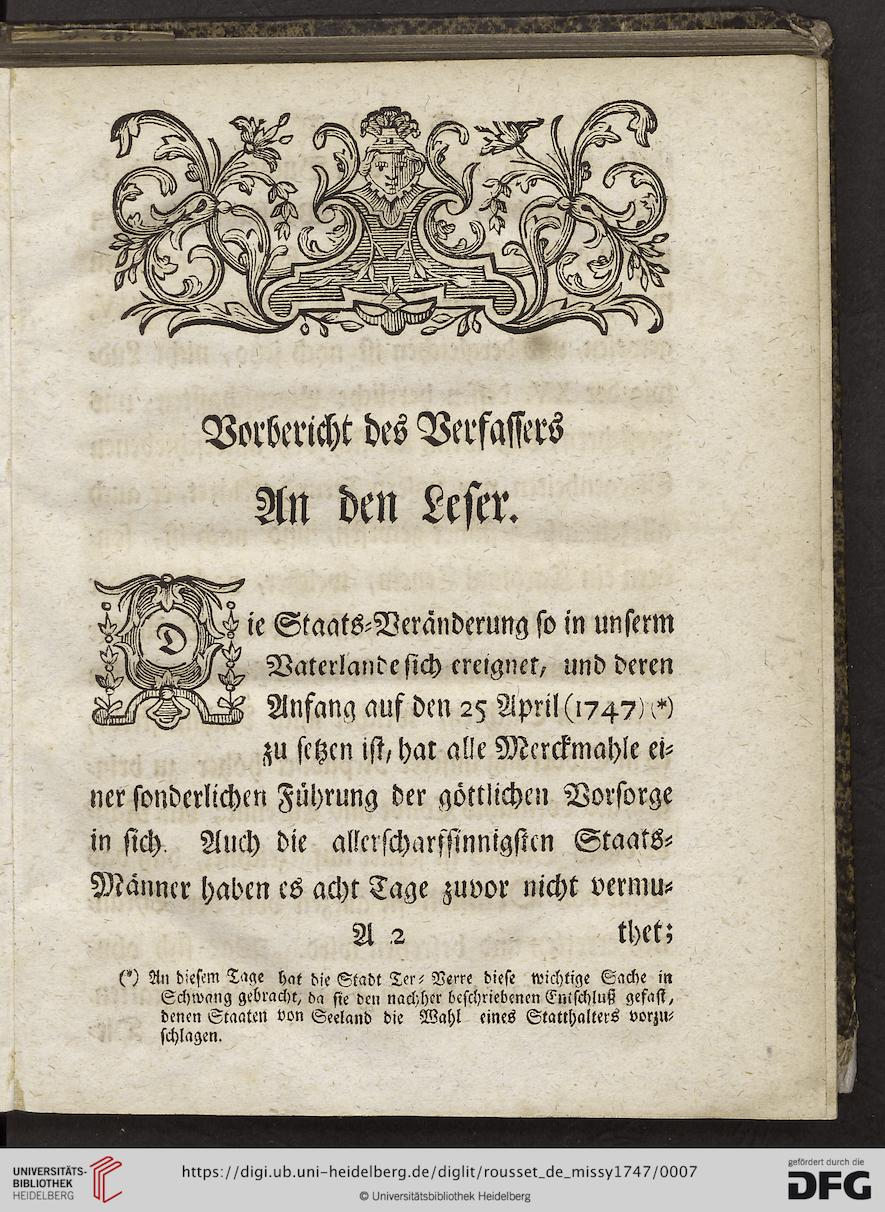 Vorbericht des Verfassers
An den Leser.
Die Staats-Veränderung so in unserm
Vaterlande sich ereignet, und deren
Anfang auf den 25 April (1747) (*)
zu setzen ist, hat alle Merckmahle ei-
ner sonderlichen Führung der göttlichen Vorsorge
in sich. Auch die allerscharfsinnigsten Staats-
Männer haben es acht Tage zuvor nicht vermu-
A 2 thet;
(*) An diesem Tage hat die Stadt Ter-Verre diese wichtige Sache in
Schwang gebracht, da sie den nachher beschriebenen Entschluß gefast,
denen Staaten von Seeland die Wahl eines Statthalters vorzu-
schlagen.
UNIVERSITÄTS-
BIBLIOTHEK
HEIDELBERG
https://digi.ub.uni-heidelberg.de/diglit/rousset_de_missy1747/0007
© Universitätsbibliothek Heidelberg
gefördert durch die
DFG